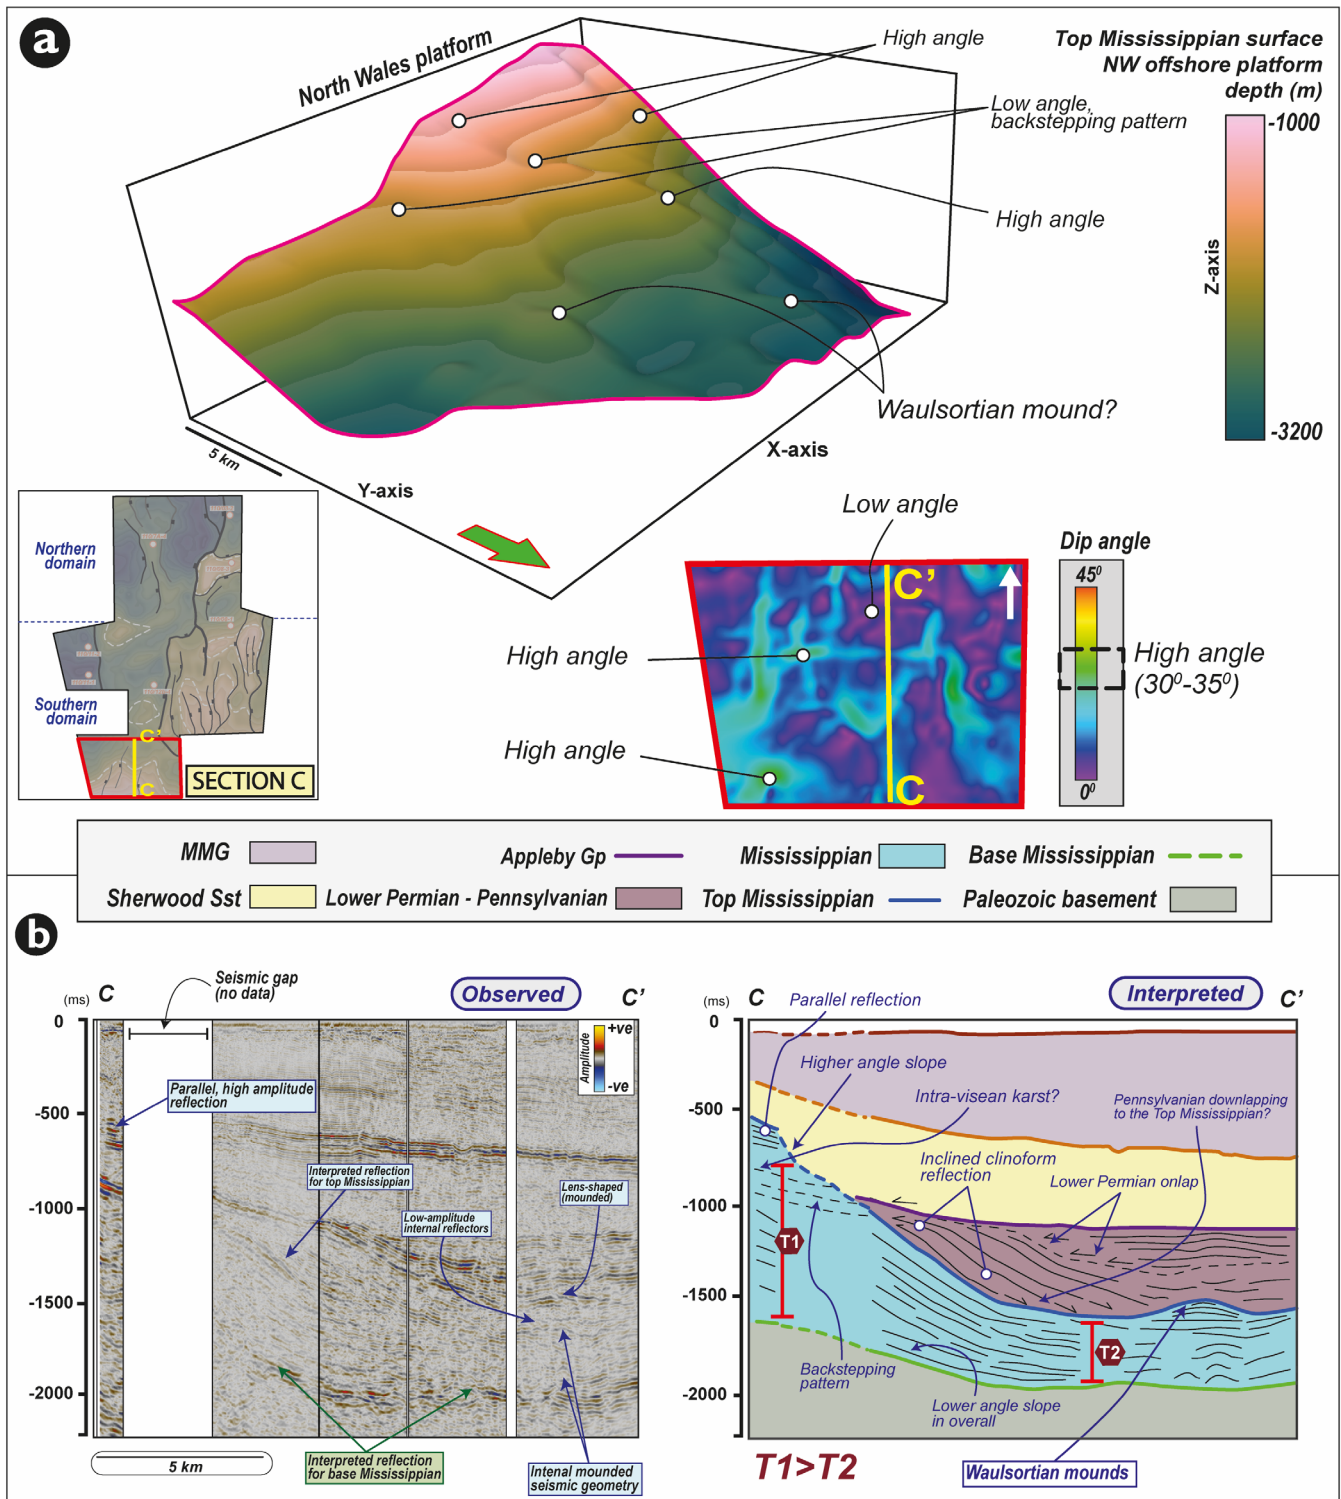 a
North Wales platform
High angle
Low angle,
backstepping pattern
High angle
Waulsortian mound?
Top Mississippian surface
NW offshore platform
depth (m)
-1000
Z-axis
-3200
X-axis
Y-axis
5 km
Northern
domain
Southern
domain
C'
C
SECTION C
Low angle
High angle
High angle
C'
C
Dip angle
45⁰
High angle
(30⁰-35⁰)
0⁰
MMG
Appleby Gp
Mississippian
Base Mississippian
Sherwood Sst
Lower Permian - Pennsylvanian
Top Mississippian
Paleozoic basement
b
Seismic gap
(no data)
(ms)
C
Observed
C'
0
-500
-1000
-1500
-2000
Amplitude
+ve
-ve
Parallel, high amplitude
reflection
Interpreted reflection
for top Mississippian
Low-amplitude
internal reflectors
Lens-shaped
(mounded)
5 km
Interpreted reflection
for base Mississippian
Intenal mounded
seismic geometry
(ms)
C
Parallel reflection
Interpreted
C'
0
-500
-1000
-1500
-2000
Higher angle slope
Intra-visean karst?
Pennsylvanian downlapping
to the Top Mississippian?
Inclined clinoform
reflection
Lower Permian onlap
T1
T2
Backstepping
pattern
Lower angle slope
in overall
T1>T2
Waulsortian mounds